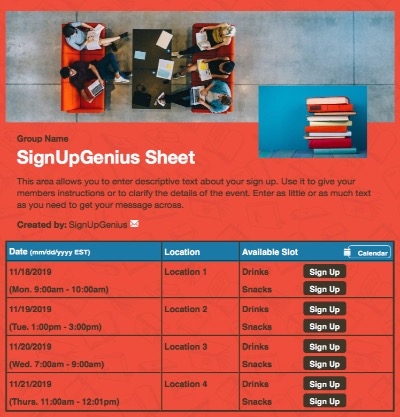 Group Name
SignUpGenius Sheet
This area allows you to enter descriptive text about your sign up. Use it to give your
members instructions or to clarify the details of the event. Enter as little or as much text
as you need to get your message across.
Created by: SignUpGenius
Date (mm/dd/yyyy EST) Location Available Slot Calendar
11/18/2019 Location 1 Drinks Sign Up
(Mon. 9:00am - 10:00am) Snacks Sign Up
11/19/2019 Location 2 Drinks Sign Up
(Tue. 1:00pm - 3:00pm) Snacks Sign Up
11/20/2019 Location 3 Drinks Sign Up
(Wed. 7:00am - 9:00am) Snacks Sign Up
11/21/2019 Location 4 Drinks Sign Up
(Thurs. 11:00am - 12:01pm) Snacks Sign Up